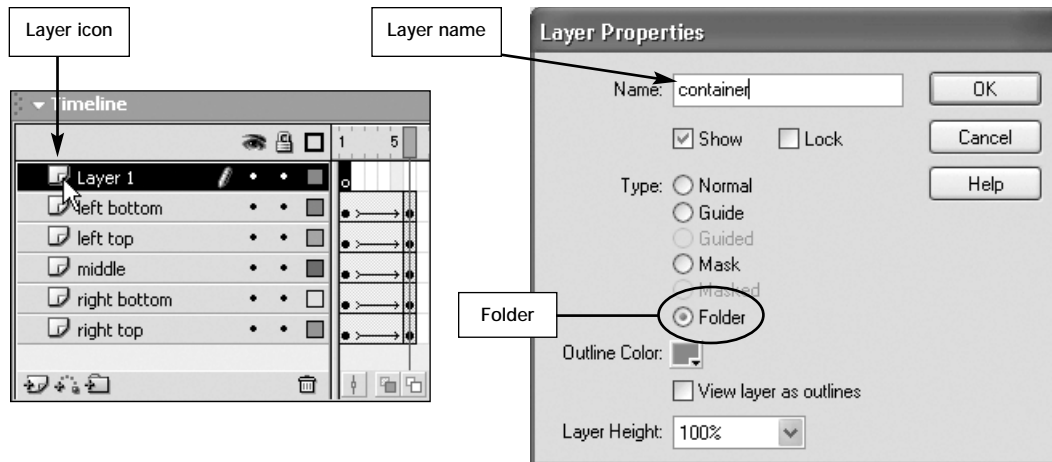 Layer icon
Layer name
Timeline
1 5
Layer 1
left bottom
left top
middle
right bottom
right top
Layer Properties
Name: container
OK
Show Lock
Cancel
Type: Normal
Help
Guide
Guided
Mask
Masked
Folder
Folder
Outline Color:
View layer as outlines
Layer Height: 100%